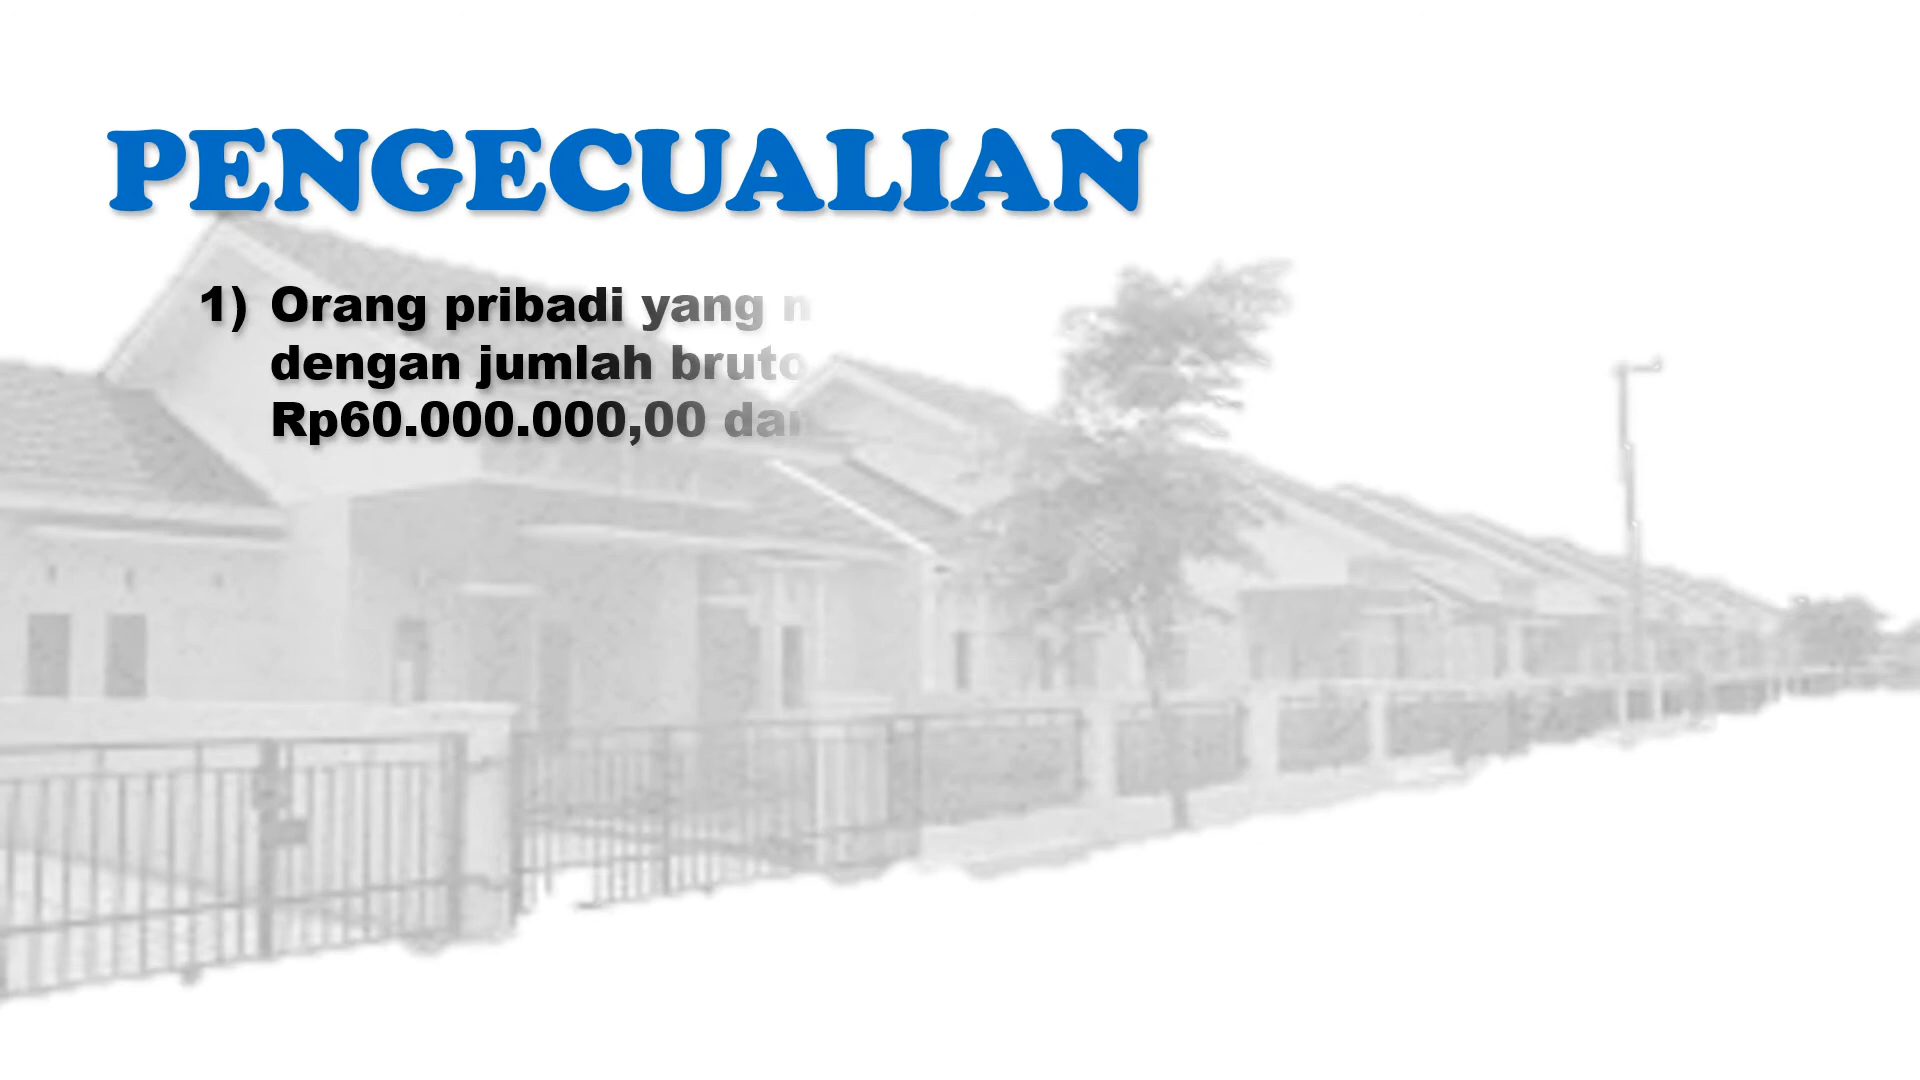 PENGECUALIAN
1) Orang pribadi yang
dengan jumlah bruto
Rp60.000.000,00